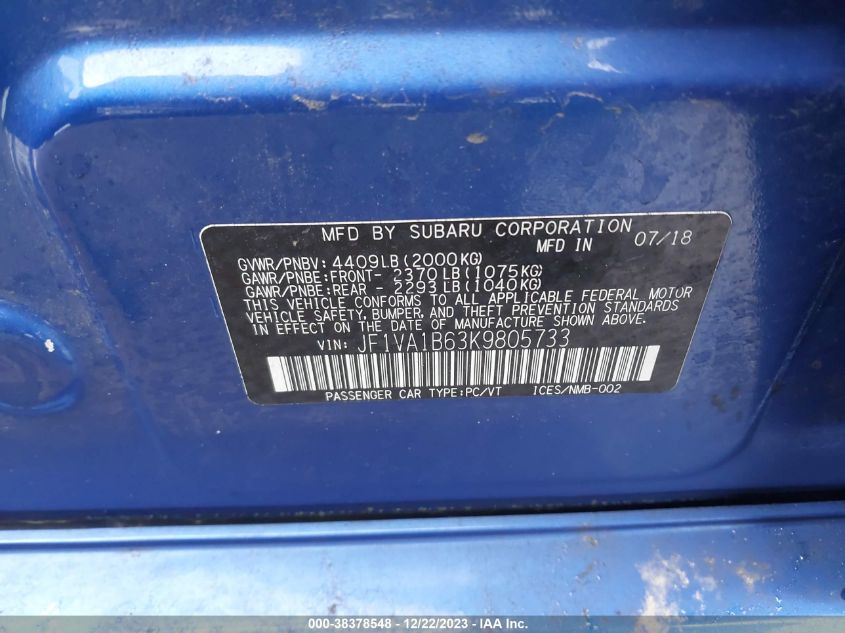 MFD BY SUBARU CORPORATION
MFD IN 07/18
GVWR/PNBV: 4409LB(2000KG)
GAWR/PNBE:FRONT- 2370LB(1075KG)
GAWR/PNBE:REAR - 2293LB(1040KG)
THIS VEHICLE CONFORMS TO ALL APPLICABLE FEDERAL MOTOR
VEHICLE SAFETY, BUMPER, AND THEFT PREVENTION STANDARDS
IN EFFECT ON THE DATE OF MANUFACTURE SHOWN ABOVE.
VIN: JF1VA1B63K9805733
PASSENGER CAR TYPE:PC/VT ICES/NMB-002
000-38378548 - 12/22/2023 - IAA Inc.